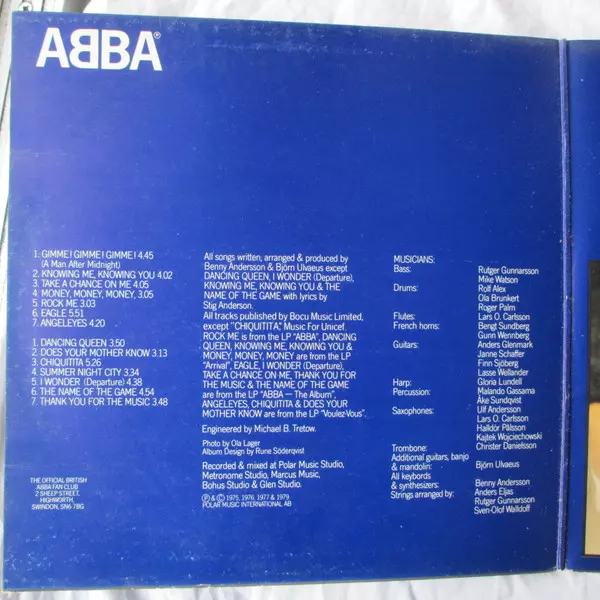 ABBA®
1. GIMME! GIMME! GIMME! 4.45
(A Man After Midnight)
2. KNOWING ME, KNOWING YOU 4.02
3. TAKE A CHANCE ON ME 4.05
4. MONEY, MONEY, MONEY, 3.05
5. ROCK ME 3.03
6. EAGLE 5.51
7. ANGELEYES 4.20
1. DANCING QUEEN 3.50
2. DOES YOUR MOTHER KNOW 3.13
3. CHIQUITITA 5.26
4. SUMMER NIGHT CITY 3.34
5. I WONDER (Departure) 4.38
6. THE NAME OF THE GAME 4.54
7. THANK YOU FOR THE MUSIC 3.48
THE OFFICIAL BRITISH
ABBA FAN CLUB
2 SHEEP STREET,
HIGHWORTH,
SWINDON, SN6 7BG
All songs written, arranged & produced by
Benny Andersson & Björn Ulvaeus except
DANCING QUEEN, I WONDER (Departure),
KNOWING ME, KNOWING YOU & THE
NAME OF THE GAME with lyrics by
Stig Anderson.
All tracks published by Bocu Music Limited,
except "CHIQUITITA" Music For Unicef.
ROCK ME is from the LP "ABBA", DANCING
QUEEN, KNOWING ME, KNOWING YOU &
MONEY, MONEY, MONEY are from the LP
"Arrival", EAGLE, I WONDER (Departure),
TAKE A CHANCE ON ME, THANK YOU FOR
THE MUSIC & THE NAME OF THE GAME
are from the LP "ABBA — The Album",
ANGELEYES, CHIQUITITA & DOES YOUR
MOTHER KNOW are from the LP "Voulez-Vous".
Engineered by Michael B. Tretow.
Photo by Ola Lager
Album Design by Rune Söderqvist
Recorded & mixed at Polar Music Studio,
Metronome Studio, Marcus Music,
Bohus Studio & Glen Studio.
Ⓟ & © 1975, 1976, 1977 & 1979
POLAR MUSIC INTERNATIONAL AB
MUSICIANS:
Bass: Rutger Gunnarsson
Mike Watson
Drums: Rolf Alex
Ola Brunkert
Roger Palm
Flutes: Lars O. Carlsson
French horns: Bengt Sundberg
Gunn Wennberg
Guitars: Anders Glenmark
Janne Schaffer
Finn Sjöberg
Lasse Wellander
Harp: Gloria Lundell
Percussion: Malando Gassama
Åke Sundqvist
Saxophones: Ulf Andersson
Lars O. Carlsson
Halldór Pálsson
Kajtek Wojciechowski
Trombone: Christer Danielsson
Additional guitars, banjo
& mandolin: Björn Ulvaeus
All keybords
& synthesizers: Benny Andersson
Strings arranged by: Anders Eljas
Rutger Gunnarsson
Sven-Olof Walldoff